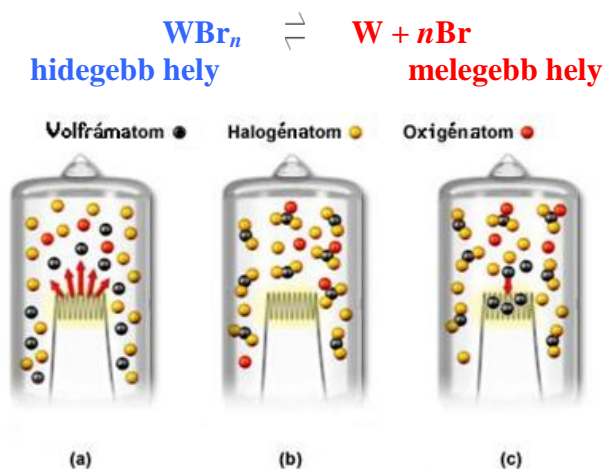 WBrₙ ⇌ W + nBr
hidegebb hely melegebb hely
Volfrámatom Halogénatom Oxigénatom
(a) (b) (c)